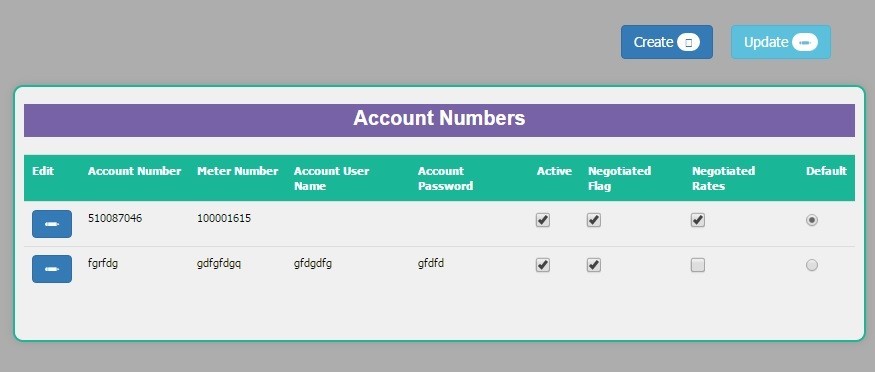 Create
Update
Account Numbers
Edit Account Number Meter Number Account User Name Account Password Active Negotiated Flag Negotiated Rates Default
510087046 100001615
fgrfdg gdfgfdgq gfdgdfg gfdfd